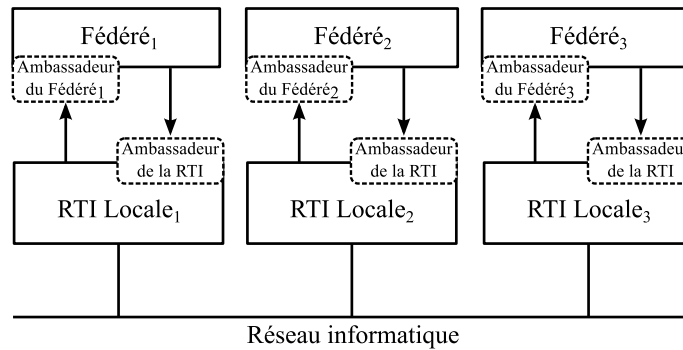 Fédéré1 Fédéré2 Fédéré3
Ambassadeur Ambassadeur Ambassadeur
du Fédéré1 du Fédéré2 du Fédéré3
Ambassadeur Ambassadeur Ambassadeur
de la RTI de la RTI de la RTI
RTI Locale1 RTI Locale2 RTI Locale3
Réseau informatique